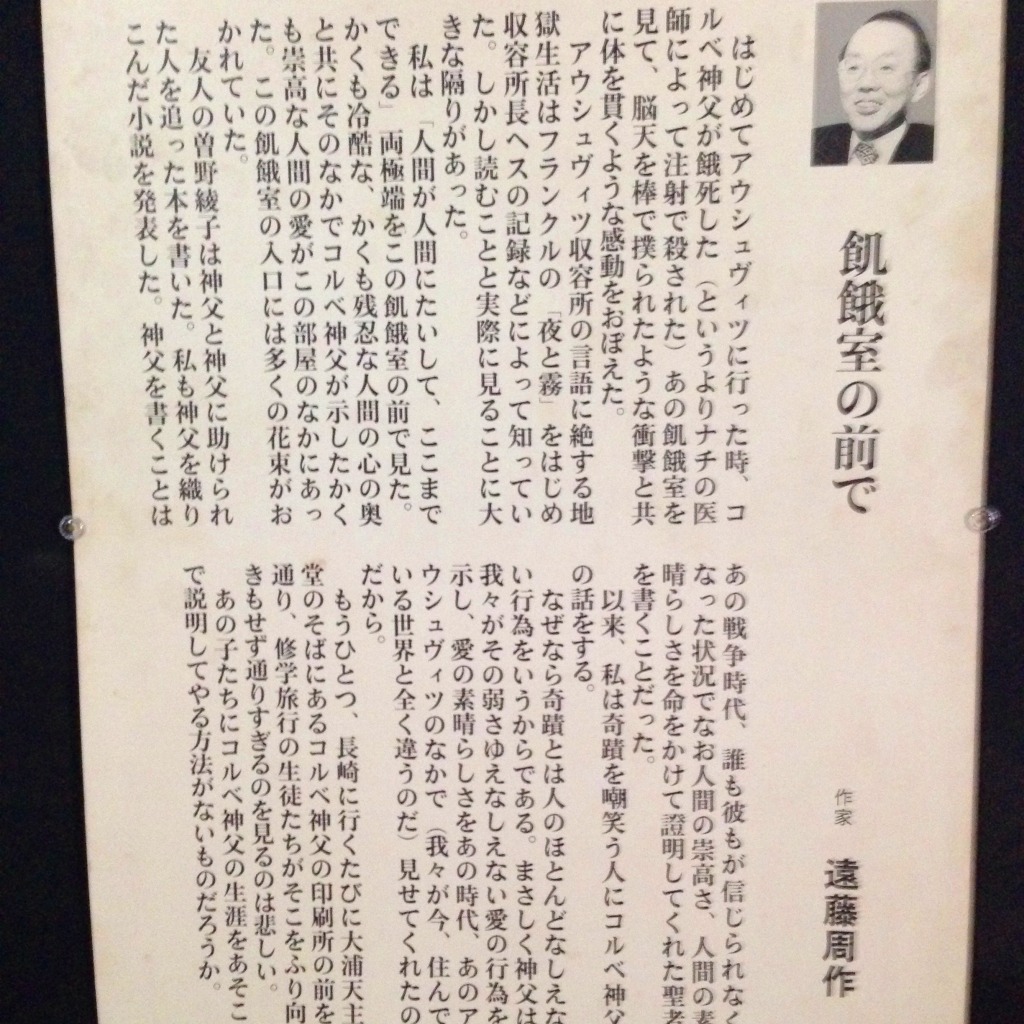 飢餓室の前で
作家 遠藤周作
はじめてアウシュヴィツに行った時、コ
ルベ神父が餓死した（というよりナチの医
師によって注射で殺された）あの飢餓室を
見て、脳天を棒で撲られたような衝撃と共
に体を貫くような感動をおぼえた。
アウシュヴィツ収容所の言語に絶する地
獄生活はフランクルの「夜と霧」をはじめ
収容所長ヘスの記録などによって知ってい
た。しかし読むことと実際に見ることに大
きな隔りがあった。
私は「人間が人間にたいして、ここまで
できる」両極端をこの飢餓室の前で見た。
かくも冷酷な、かくも残忍な人間の心の奥
と共にそのなかでコルベ神父が示したかく
も崇高な人間の愛がこの部屋のなかにあっ
た。この飢餓室の入口には多くの花束がお
かれていた。
友人の曽野綾子は神父と神父に助けられ
た人を追った本を書いた。私も神父を織り
こんだ小説を発表した。神父を書くことは
あの戦争時代、誰も彼もが信じられなく
なった状況でなお人間の崇高さ、人間の素
晴らしさを命をかけて證明してくれた聖者
を書くことだった。
以来、私は奇蹟を嘲笑う人にコルベ神父
の話をする。
なぜなら奇蹟とは人のほとんどなしえな
い行為をいうからである。まさしく神父は
我々がその弱さゆえなしえない愛の行為を
示し、愛の素晴らしさをあの時代、あのア
ウシュヴィツのなかで（我々が今、住んで
いる世界と全く違うのだ）見せてくれたの
だから。
もうひとつ、長崎に行くたびに大浦天主
堂のそばにあるコルベ神父の印刷所の前を
通り、修学旅行の生徒たちがそこをふり向
きもせず通りすぎるのを見るのは悲しい。
あの子たちにコルベ神父の生涯をあそこ
で説明してやる方法がないものだろうか。